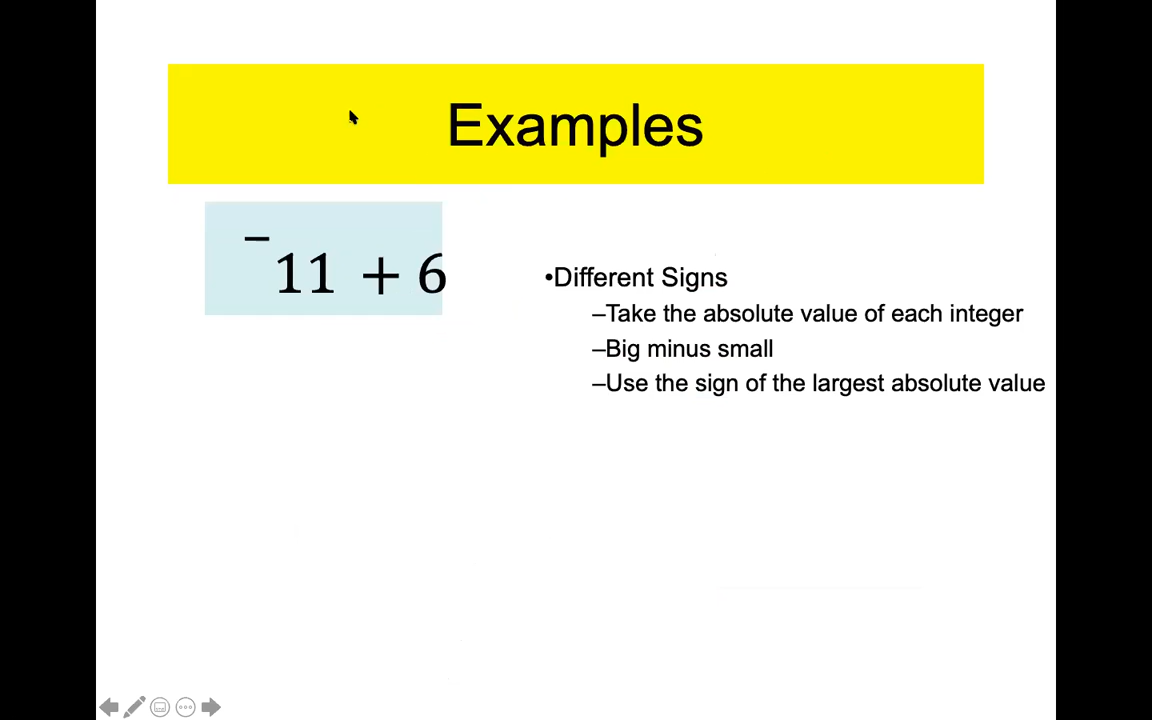 Examples
⁻11 + 6
•Different Signs
–Take the absolute value of each integer
–Big minus small
–Use the sign of the largest absolute value